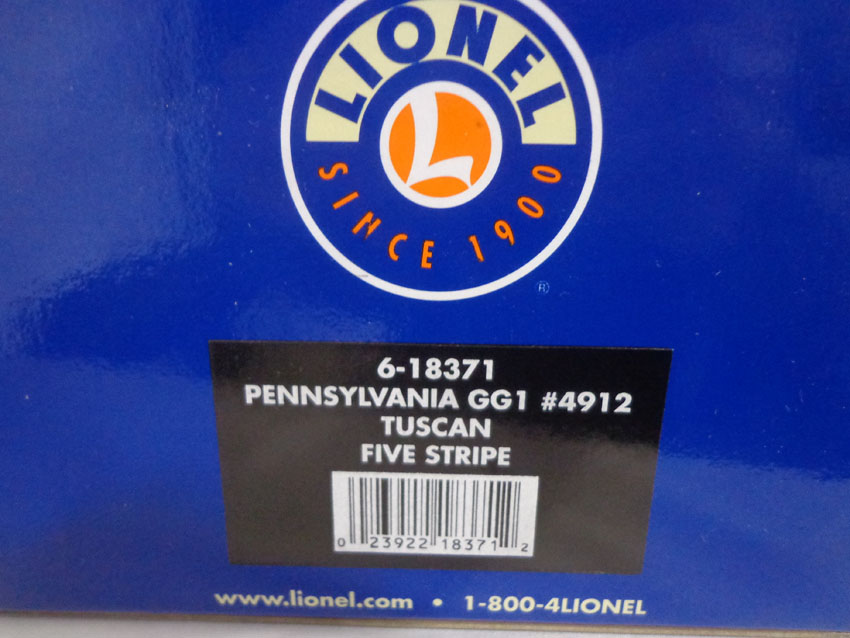 LIONEL
L
SINCE 1900
®
6-18371
PENNSYLVANIA GG1 #4912
TUSCAN
FIVE STRIPE
0 23922 18371 2
www.lionel.com • 1-800-4LIONEL